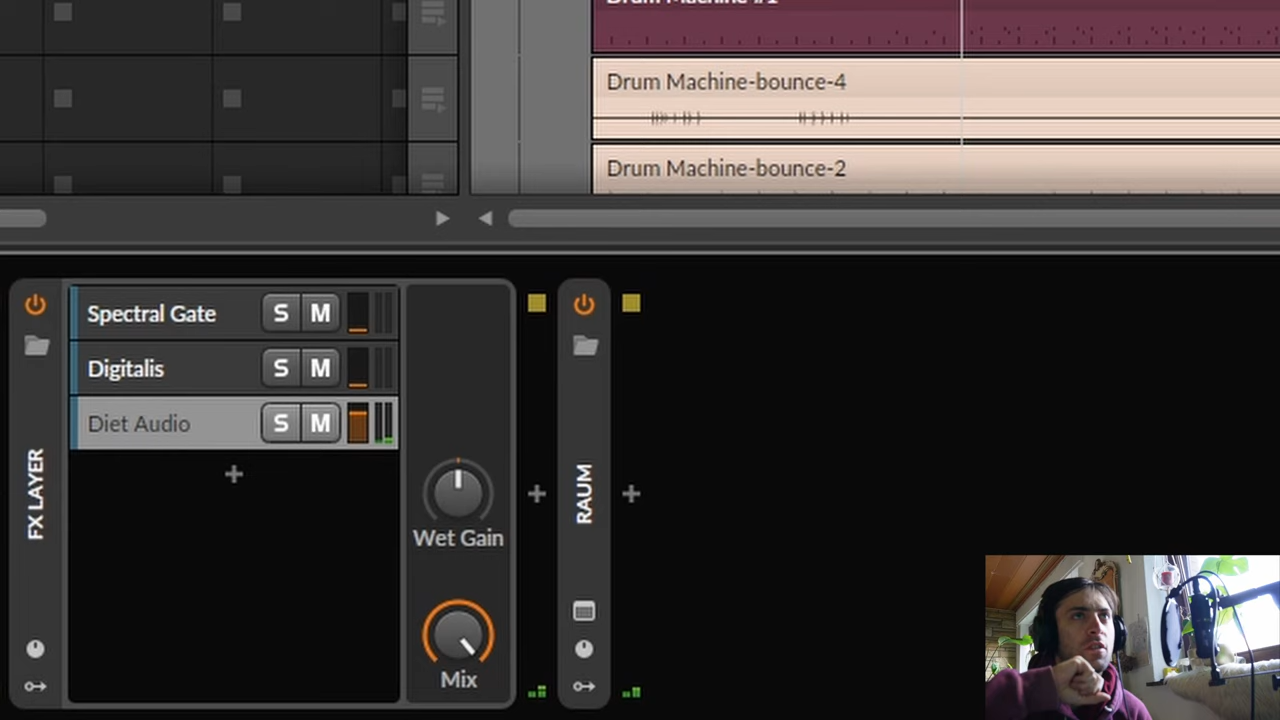 Drum Machine #1
Drum Machine-bounce-4
Drum Machine-bounce-2
Spectral Gate S M
Digitalis S M
Diet Audio S M
FX LAYER
Wet Gain
Mix
RAUM